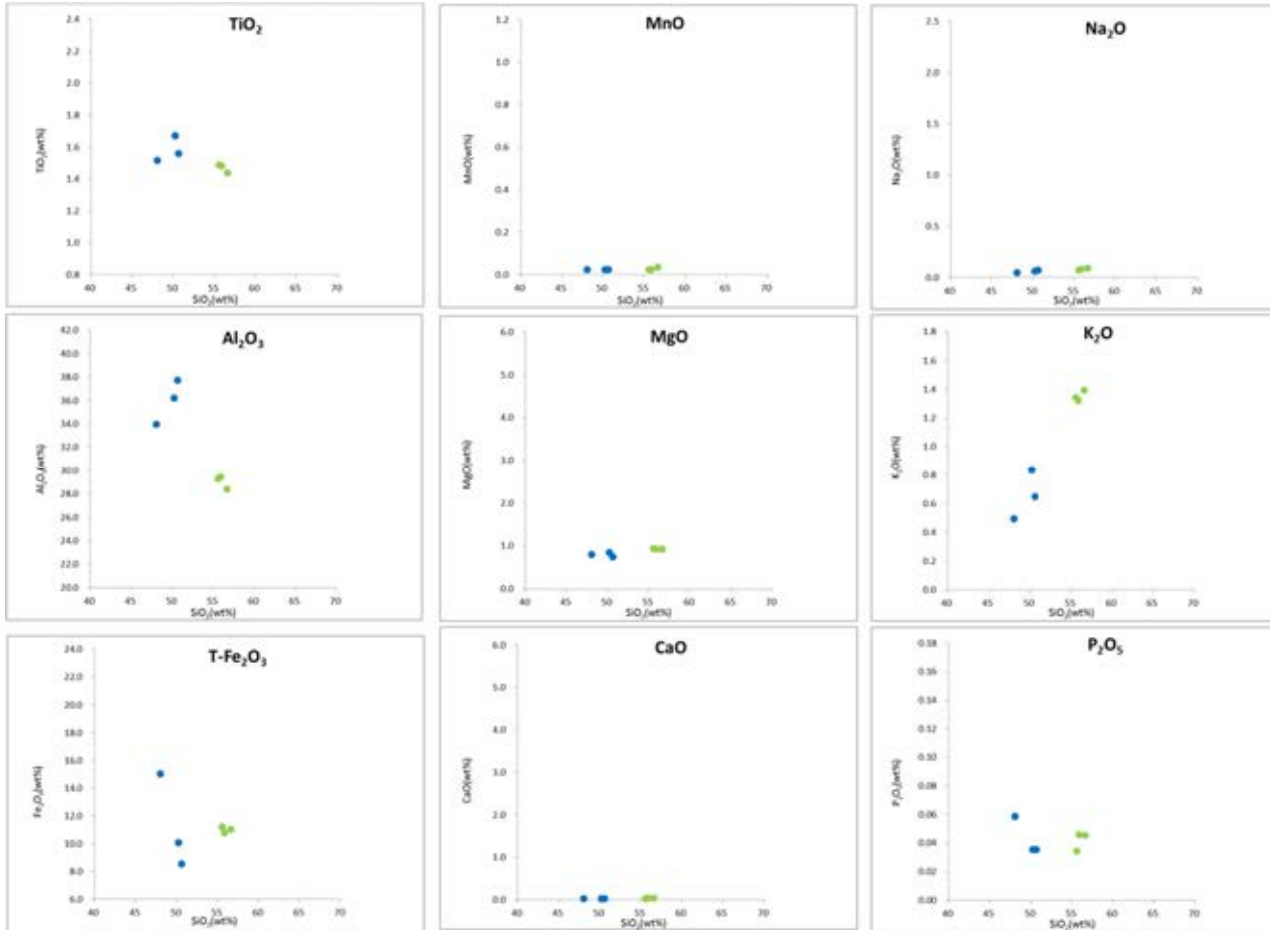 TiO₂
2.4
2.2
2.0
1.8
1.6
1.4
1.2
1.0
0.8
TiO₂(wt%)
40 45 50 55 60 65 70
SiO₂(wt%)
MnO
1.2
1.0
0.8
0.6
0.4
0.2
0.0
MnO(wt%)
40 45 50 55 60 65 70
SiO₂(wt%)
Na₂O
2.5
2.0
1.5
1.0
0.5
0.0
Na₂O(wt%)
40 45 50 55 60 65 70
SiO₂(wt%)
Al₂O₃
42.0
40.0
38.0
36.0
34.0
32.0
30.0
28.0
26.0
24.0
22.0
20.0
Al₂O₃(wt%)
40 45 50 55 60 65 70
SiO₂(wt%)
MgO
6.0
5.0
4.0
3.0
2.0
1.0
0.0
MgO(wt%)
40 45 50 55 60 65 70
SiO₂(wt%)
K₂O
1.8
1.6
1.4
1.2
1.0
0.8
0.6
0.4
0.2
0.0
K₂O(wt%)
40 45 50 55 60 65 70
SiO₂(wt%)
T-Fe₂O₃
24.0
22.0
20.0
18.0
16.0
14.0
12.0
10.0
8.0
6.0
Fe₂O₃(wt%)
40 45 50 55 60 65 70
SiO₂(wt%)
CaO
6.0
5.0
4.0
3.0
2.0
1.0
0.0
CaO(wt%)
40 45 50 55 60 65 70
SiO₂(wt%)
P₂O₅
0.18
0.16
0.14
0.12
0.10
0.08
0.06
0.04
0.02
0.00
P₂O₅(wt%)
40 45 50 55 60 65 70
SiO₂(wt%)